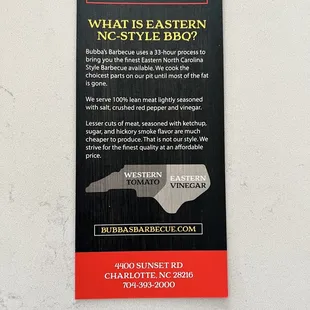 bring you the finest
WHAT IS EASTERN
NC-STYLE BBQ?
Bubba's Barbecue uses a 33-hour process to
bring you the finest Eastern North Carolina
Style Barbecue available. We cook the
choicest parts on our pit until most of the fat
is gone.
We serve 100% lean meat lightly seasoned
with salt, crushed red pepper and vinegar.
Lesser cuts of meat, seasoned with ketchup,
sugar, and hickory smoke flavor are much
cheaper to produce. That is not our style. We
strive for the finest quality at an affordable
price.
WESTERN
TOMATO
EASTERN
VINEGAR
BUBBASBARBECUE.COM
4400 SUNSET RD
CHARLOTTE, NC 28216
704-393-2000